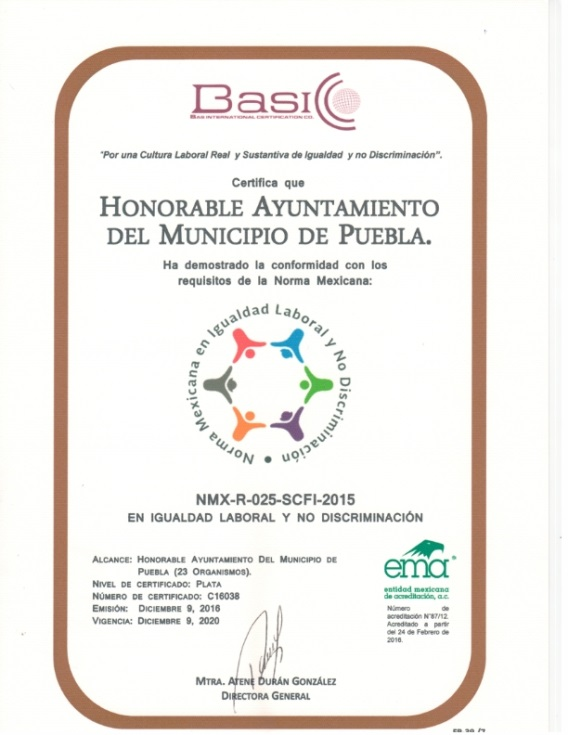 Basic
BAS INTERNATIONAL CERTIFICATION CO.
"Por una Cultura Laboral Real y Sustantiva de Igualdad y no Discriminación".
Certifica que
HONORABLE AYUNTAMIENTO
DEL MUNICIPIO DE PUEBLA.
Ha demostrado la conformidad con los
requisitos de la Norma Mexicana:
Norma Mexicana en Igualdad Laboral y No Discriminación •
NMX-R-025-SCFI-2015
EN IGUALDAD LABORAL Y NO DISCRIMINACIÓN
ALCANCE: HONORABLE AYUNTAMIENTO DEL MUNICIPIO DE
PUEBLA (23 ORGANISMOS).
NIVEL DE CERTIFICADO: PLATA
NÚMERO DE CERTIFICADO: C16038
EMISIÓN: DICIEMBRE 9, 2016
VIGENCIA: DICIEMBRE 9, 2020
ema
entidad mexicana
de acreditación, a.c.
Número de
acreditación N°87/12.
Acreditado a partir
del 24 de Febrero de
2016.
MTRA. ATENE DURÁN GONZÁLEZ
DIRECTORA GENERAL